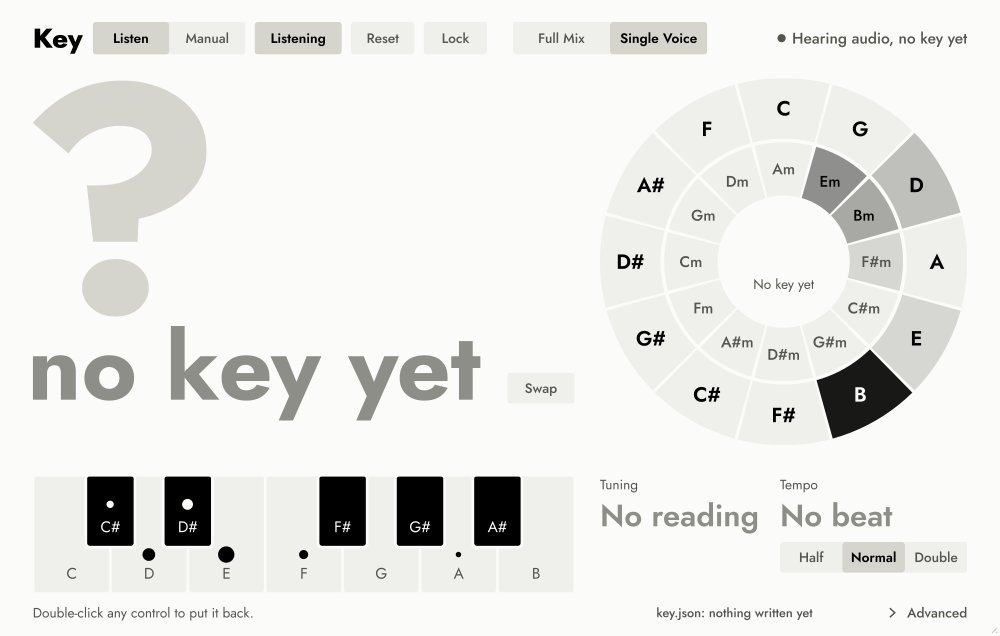 Key Listen Manual Listening Reset Lock Full Mix Single Voice Hearing audio, no key yet
?
no key yet
Swap
C
G
D
A
E
B
F#
C#
G#
D#
A#
F
Am
Em
Bm
F#m
C#m
G#m
D#m
A#m
Fm
Cm
Gm
Dm
No key yet
C# D# F# G# A#
C D E F G A B
Tuning
No reading
Tempo
No beat
Half Normal Double
Double-click any control to put it back.
key.json: nothing written yet
Advanced